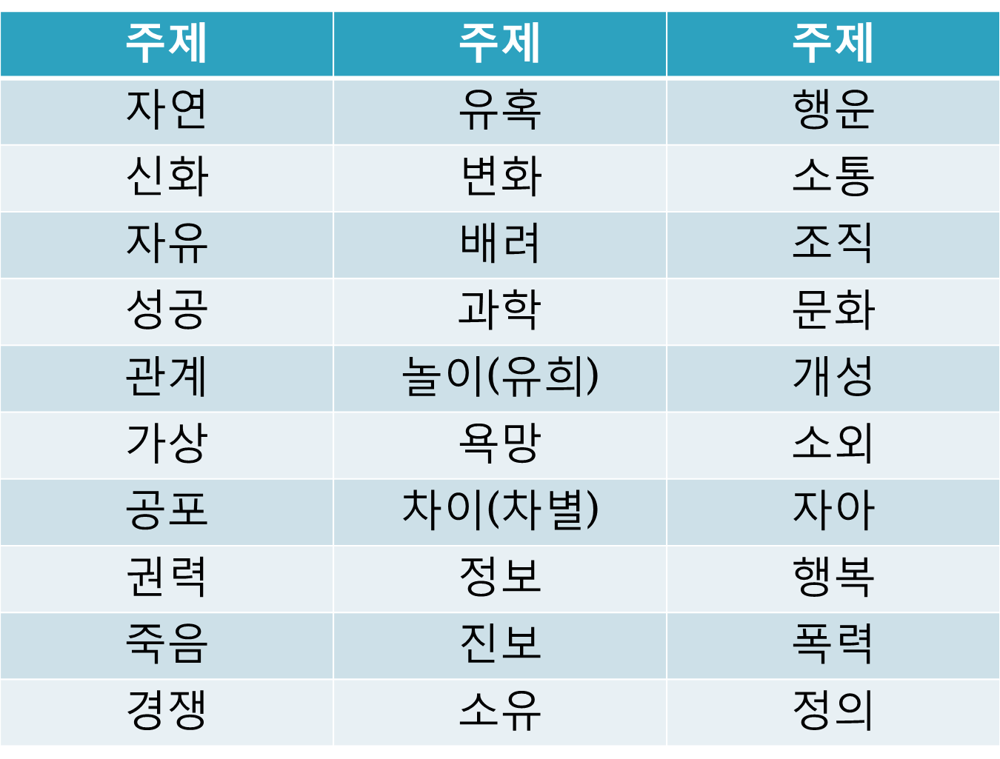 주제 주제 주제
자연 유혹 행운
신화 변화 소통
자유 배려 조직
성공 과학 문화
관계 놀이(유희) 개성
가상 욕망 소외
공포 차이(차별) 자아
권력 정보 행복
죽음 진보 폭력
경쟁 소유 정의